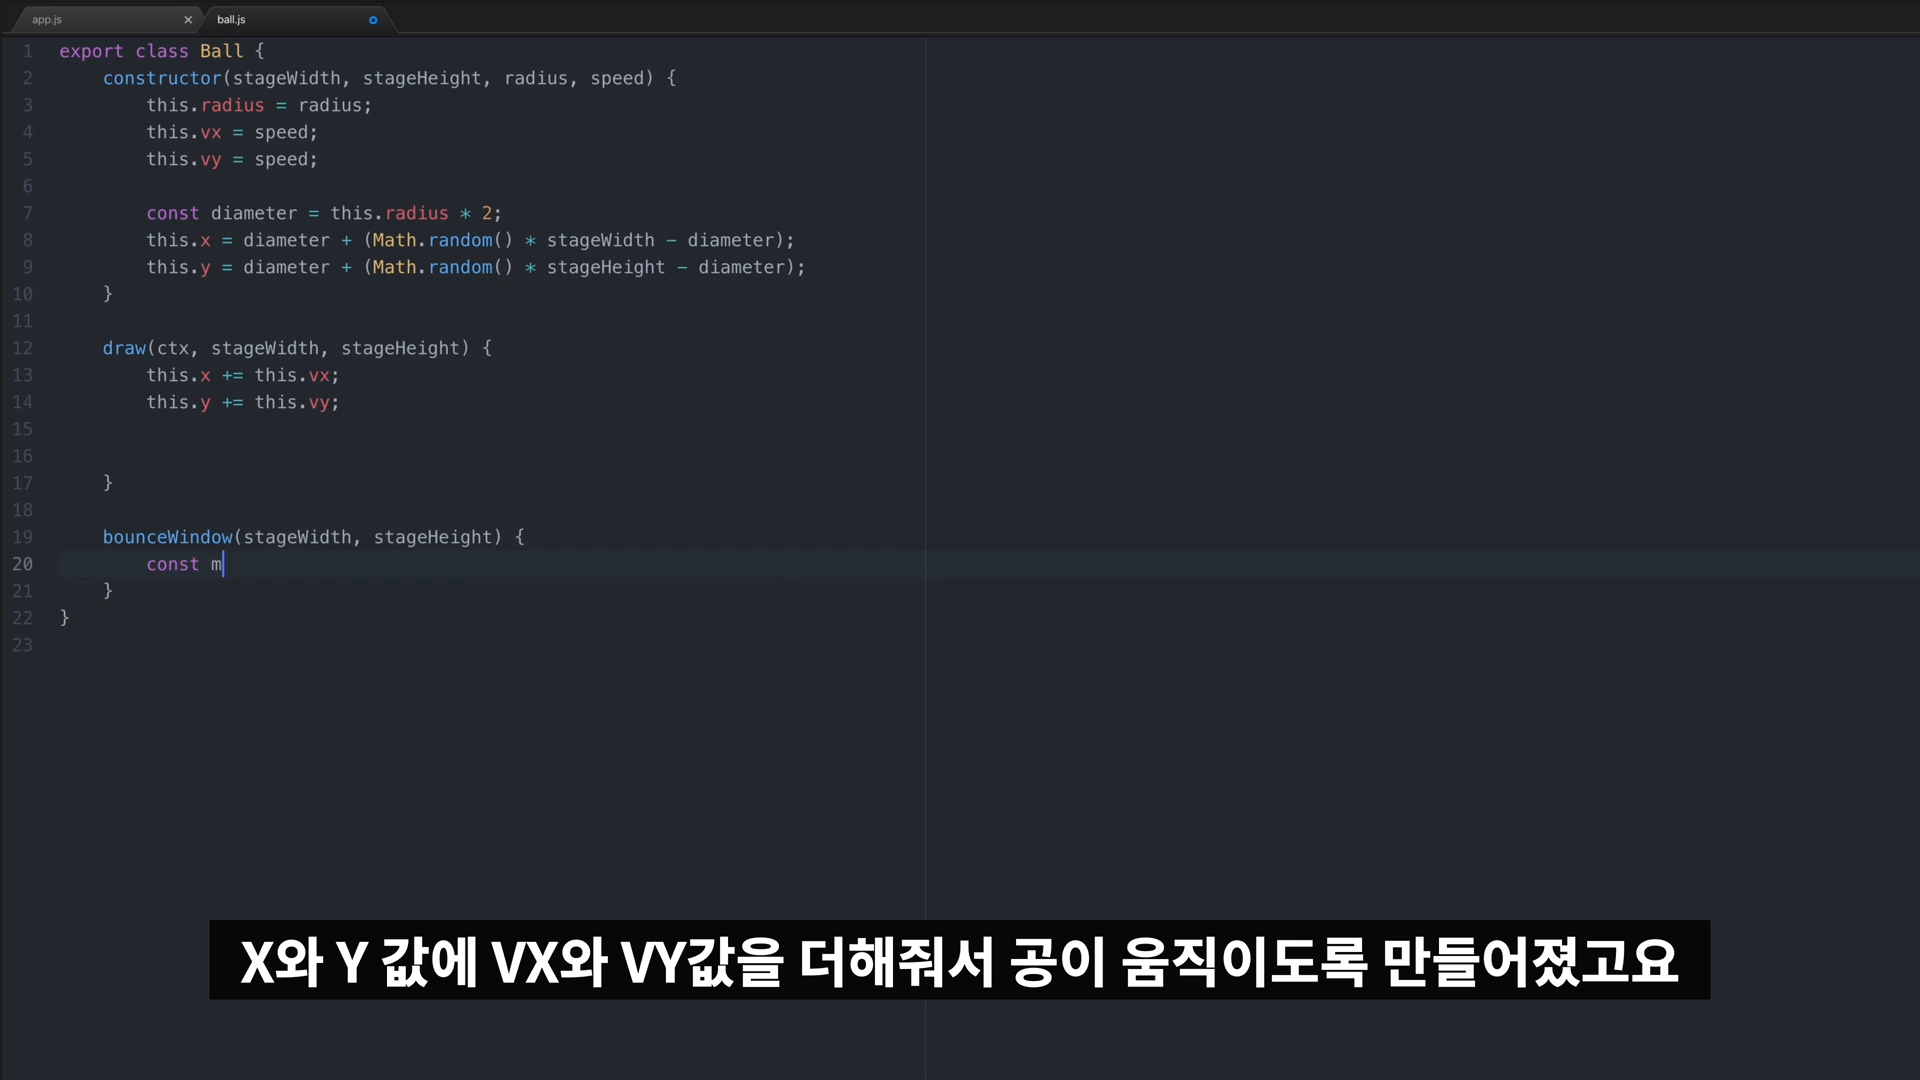 app.js
ball.js
1 export class Ball {
2 constructor(stageWidth, stageHeight, radius, speed) {
3 this.radius = radius;
4 this.vx = speed;
5 this.vy = speed;
6
7 const diameter = this.radius * 2;
8 this.x = diameter + (Math.random() * stageWidth - diameter);
9 this.y = diameter + (Math.random() * stageHeight - diameter);
10 }
11
12 draw(ctx, stageWidth, stageHeight) {
13 this.x += this.vx;
14 this.y += this.vy;
15
16
17 }
18
19 bounceWindow(stageWidth, stageHeight) {
20 const m
21 }
22 }
23
X와 Y 값에 VX와 VY값을 더해줘서 공이 움직이도록 만들어졌고요